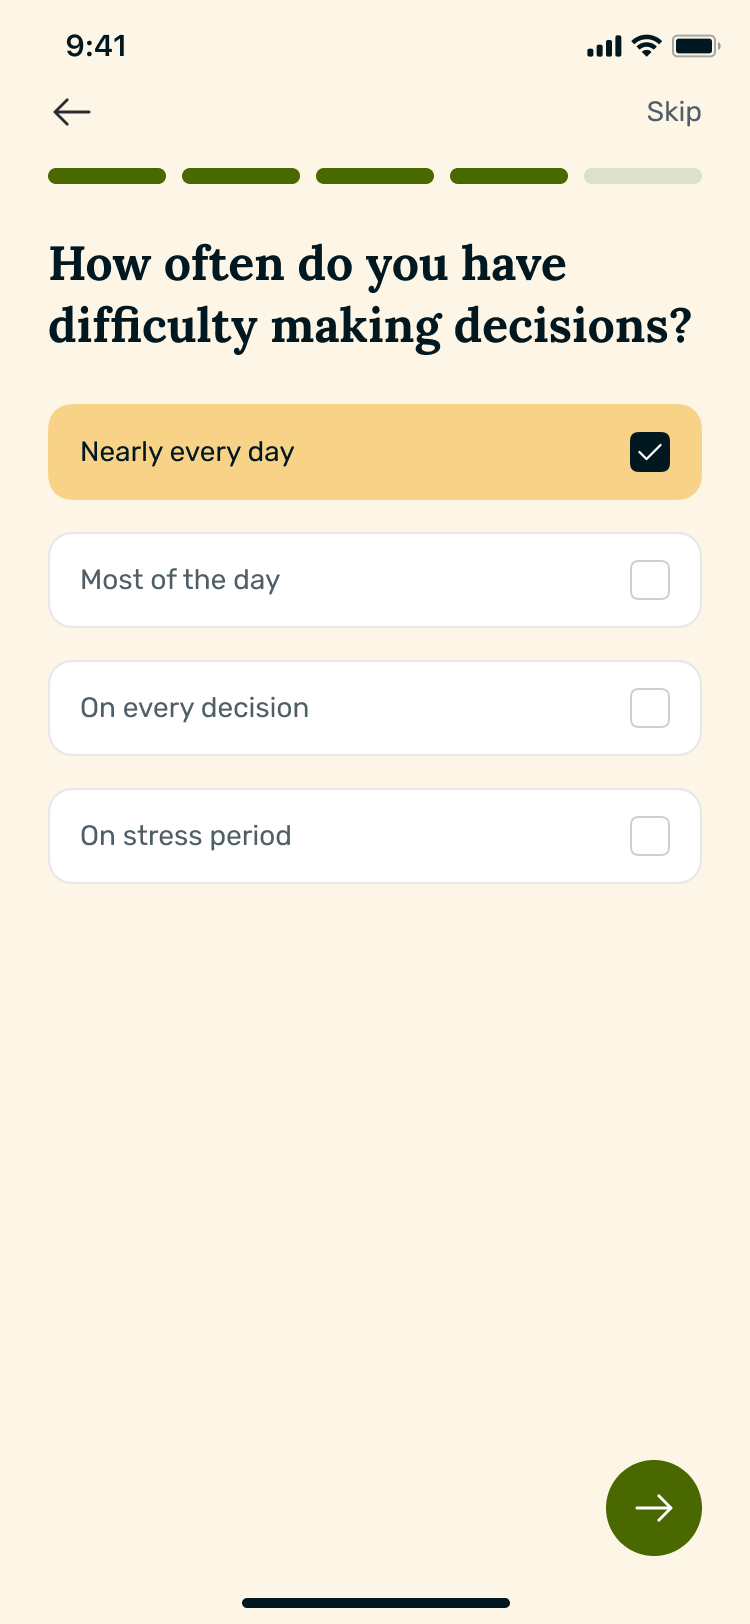 9:41
Skip
How often do you have
difficulty making decisions?
Nearly every day
Most of the day
On every decision
On stress period